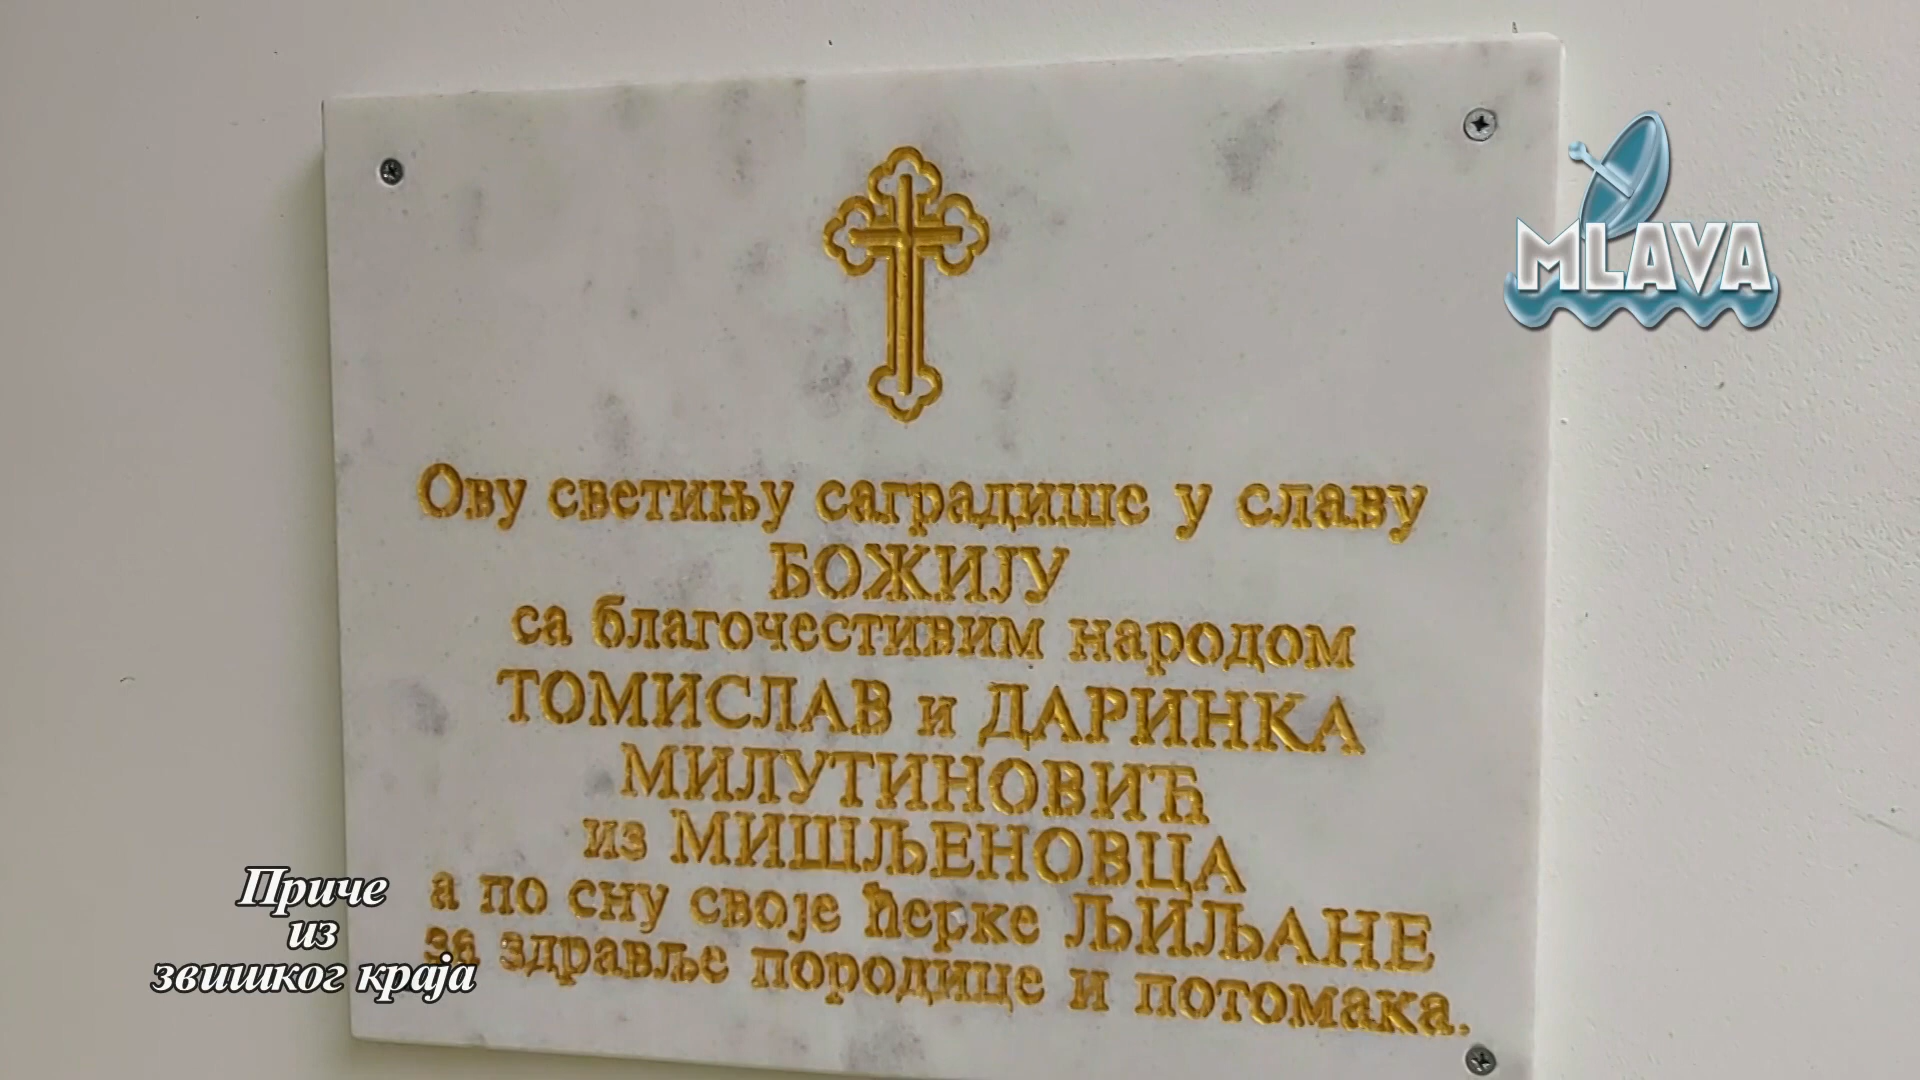 MLAVA
Ову светињу саградише у славу
БОЖИЈУ
са благочестивим народом
ТОМИСЛАВ и ДАРИНКА
МИЛУТИНОВИЋ
из МИШЉЕНОВЦА
а по сну своје ћерке ЉИЉАНЕ
за здравље породице и потомака.
Приче
из
звишког краја